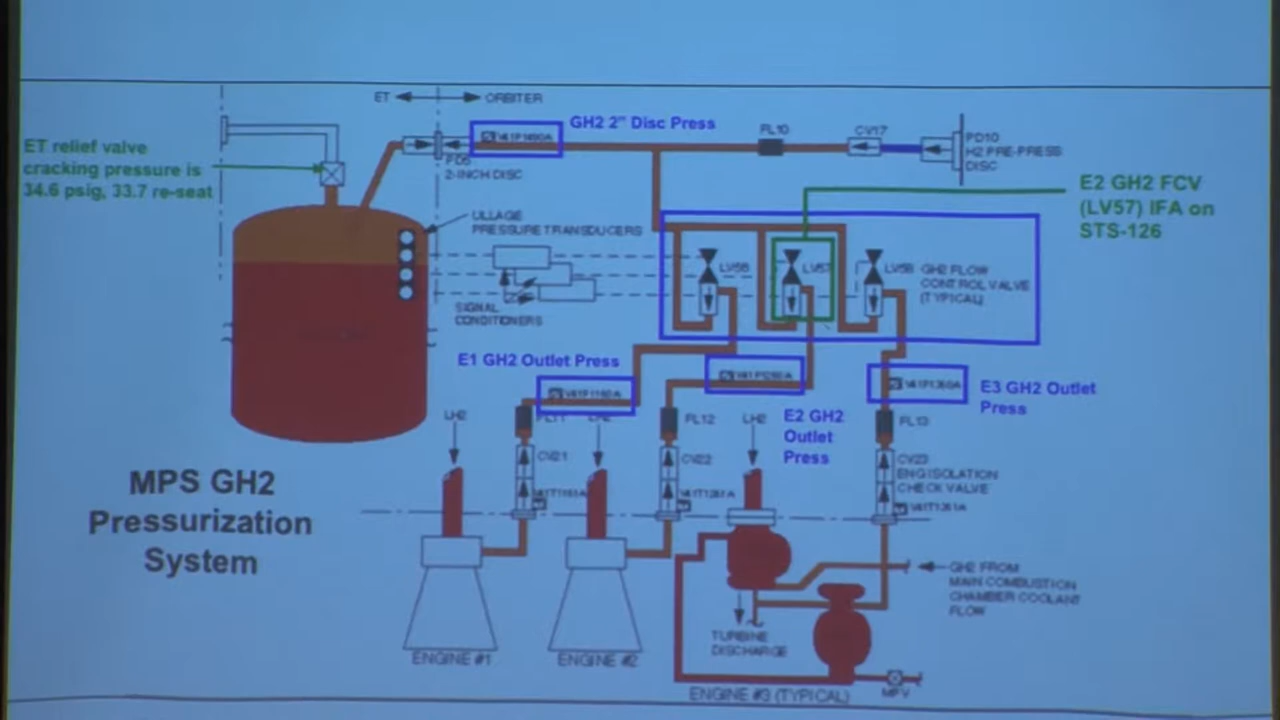 ET
ORBITER
GH2 2" Disc Press
ET relief valve
cracking pressure is
34.6 psig, 33.7 re-seat
PD5
2-INCH DISC
FL10
CV17
PD10
H2 PRE-PRESS
DISC
E2 GH2 FCV
(LV57) IFA on
STS-126
ULLAGE
PRESSURE TRANSDUCERS
LV56
LV57
LV58
GH2 FLOW
CONTROL VALVE
(TYPICAL)
SIGNAL
CONDITIONERS
E1 GH2 Outlet Press
E3 GH2 Outlet
Press
E2 GH2
Outlet
Press
LH2
FL11
LH2
FL12
LH2
FL13
CV21
CV22
CV23
ENG ISOLATION
CHECK VALVE
MPS GH2
Pressurization
System
GH2 FROM
MAIN COMBUSTION
CHAMBER COOLANT
FLOW
TURBINE
DISCHARGE
ENGINE #1
ENGINE #2
ENGINE #3 (TYPICAL)
MFV